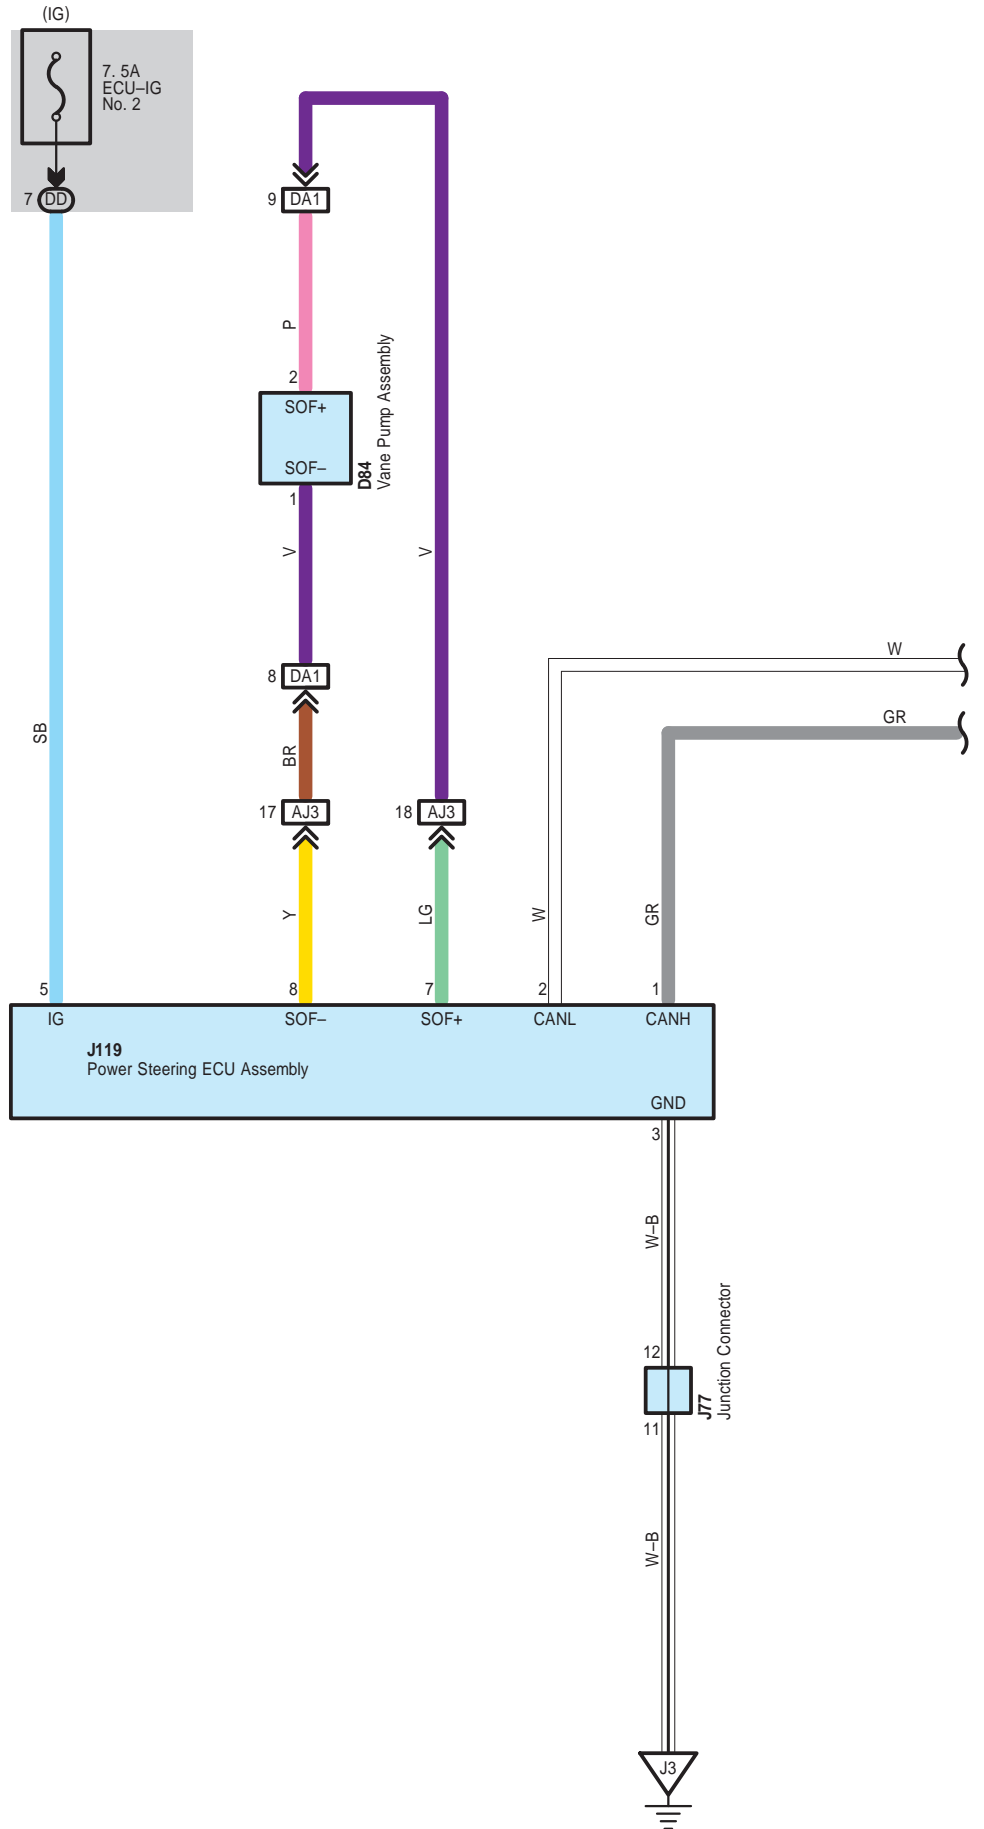 (IG)
7. 5A
ECU–IG
No. 2
7 DD
9 DA1
P
2
SOF+
SOF–
D84
Vane Pump Assembly
1
V
V
8 DA1
W
GR
SB
BR
17 AJ3
18 AJ3
Y
LG
W
GR
5
8
7
2
1
IG
SOF–
SOF+
CANL
CANH
J119
Power Steering ECU Assembly
GND
3
W–B
12
J77
Junction Connector
11
W–B
J3